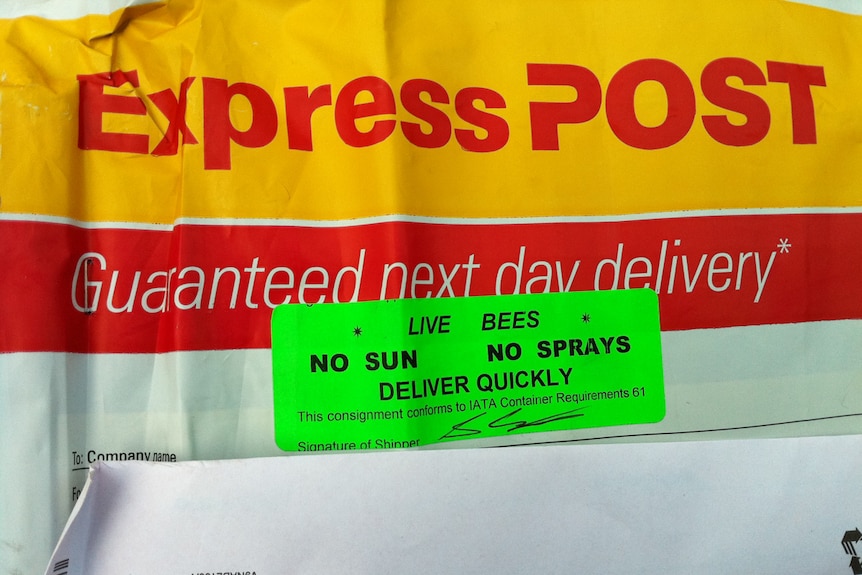 Express POST
Guaranteed next day delivery*
* LIVE BEES *
NO SUN NO SPRAYS
DELIVER QUICKLY
This consignment conforms to IATA Container Requirements 61
Signature of Shipper
To: Company name